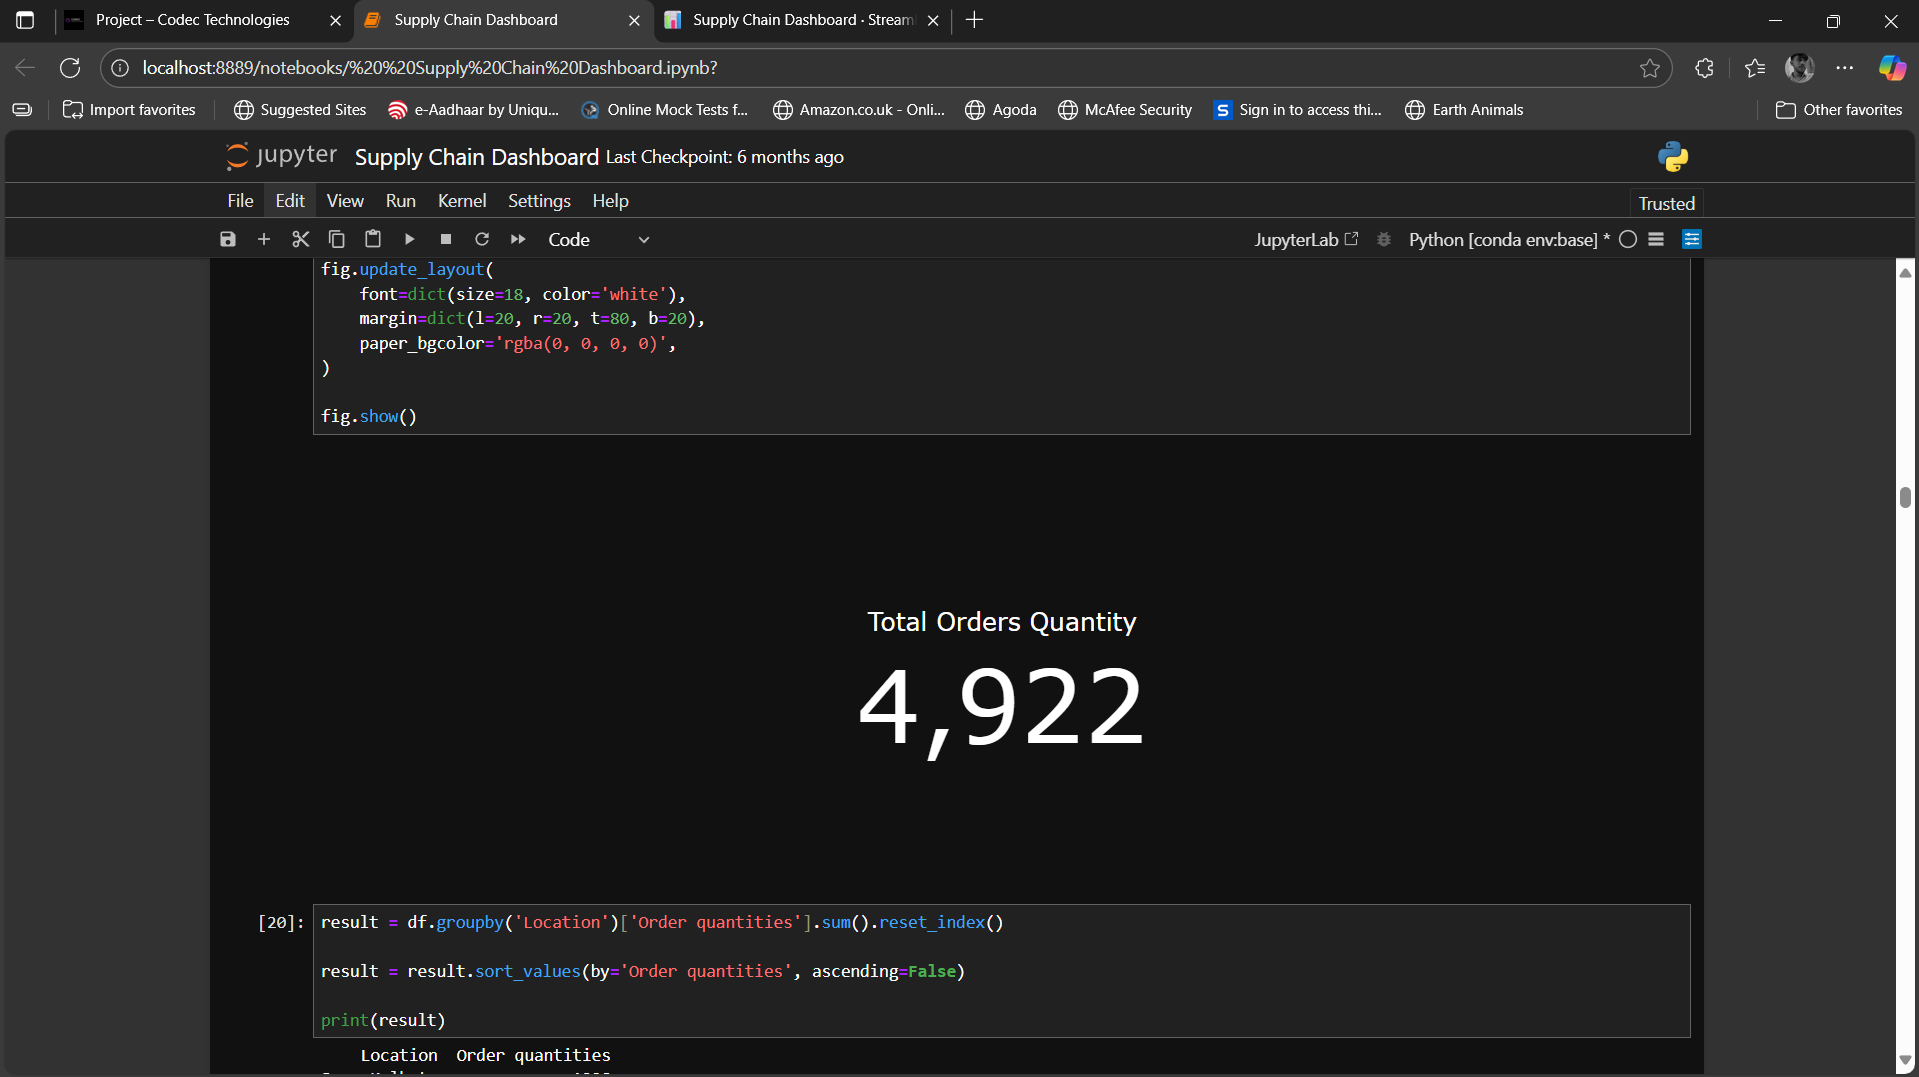 Project – Codec Technologies
Supply Chain Dashboard
Supply Chain Dashboard · Stream
localhost:8889/notebooks/%20%20Supply%20Chain%20Dashboard.ipynb?
Import favorites
Suggested Sites
e-Aadhaar by Uniqu...
Online Mock Tests f...
Amazon.co.uk - Onli...
Agoda
McAfee Security
S
Sign in to access thi...
Earth Animals
Other favorites
jupyter Supply Chain Dashboard Last Checkpoint: 6 months ago
File Edit View Run Kernel Settings Help
Trusted
Code
JupyterLab
Python [conda env:base] *
fig.update_layout(
    font=dict(size=18, color='white'),
    margin=dict(l=20, r=20, t=80, b=20),
    paper_bgcolor='rgba(0, 0, 0, 0)',
)
fig.show()
Total Orders Quantity
4,922
[20]:
result = df.groupby('Location')['Order quantities'].sum().reset_index()
result = result.sort_values(by='Order quantities', ascending=False)
print(result)
Location  Order quantities